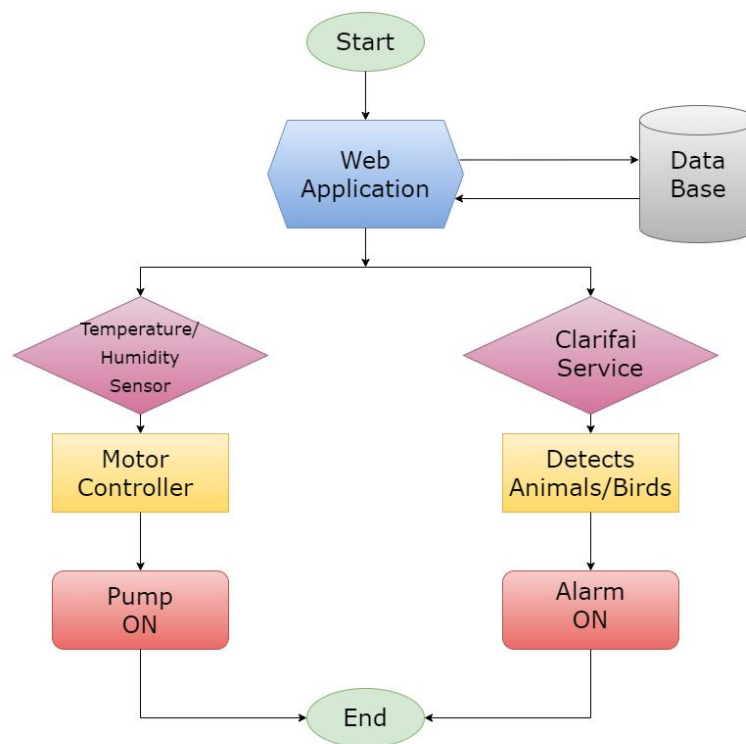 Start
Web
Application
Data
Base
Temperature/
Humidity
Sensor
Clarifai
Service
Motor
Controller
Detects
Animals/Birds
Pump
ON
Alarm
ON
End